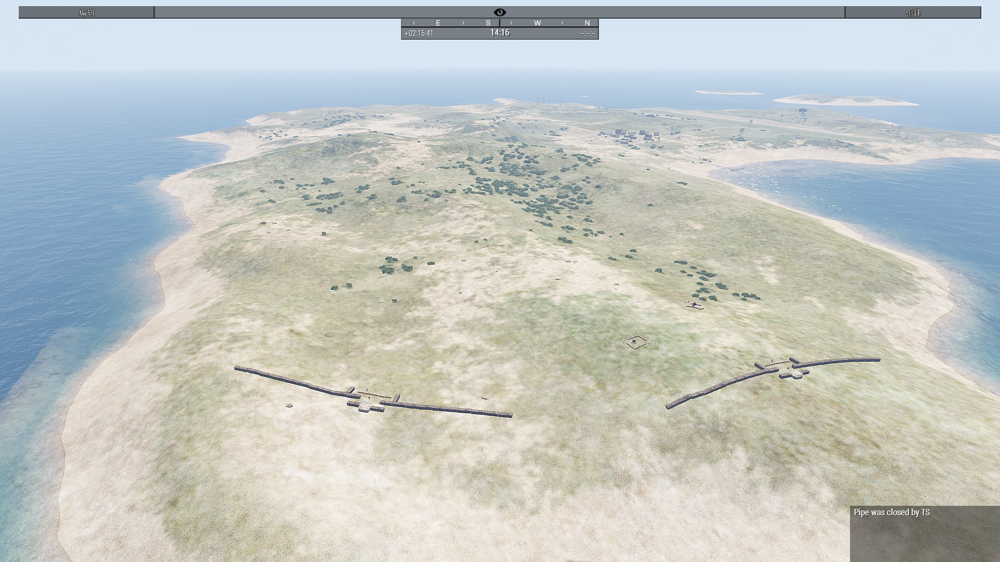 编辑
创建
E S W N
+02:15:41 14:16 --:--:--
Pipe was closed by TS